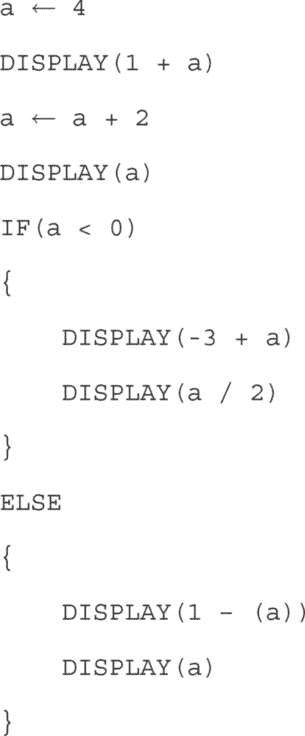 a ← 4
DISPLAY(1 + a)
a ← a + 2
DISPLAY(a)
IF(a < 0)
{
DISPLAY(-3 + a)
DISPLAY(a / 2)
}
ELSE
{
DISPLAY(1 – (a))
DISPLAY(a)
}